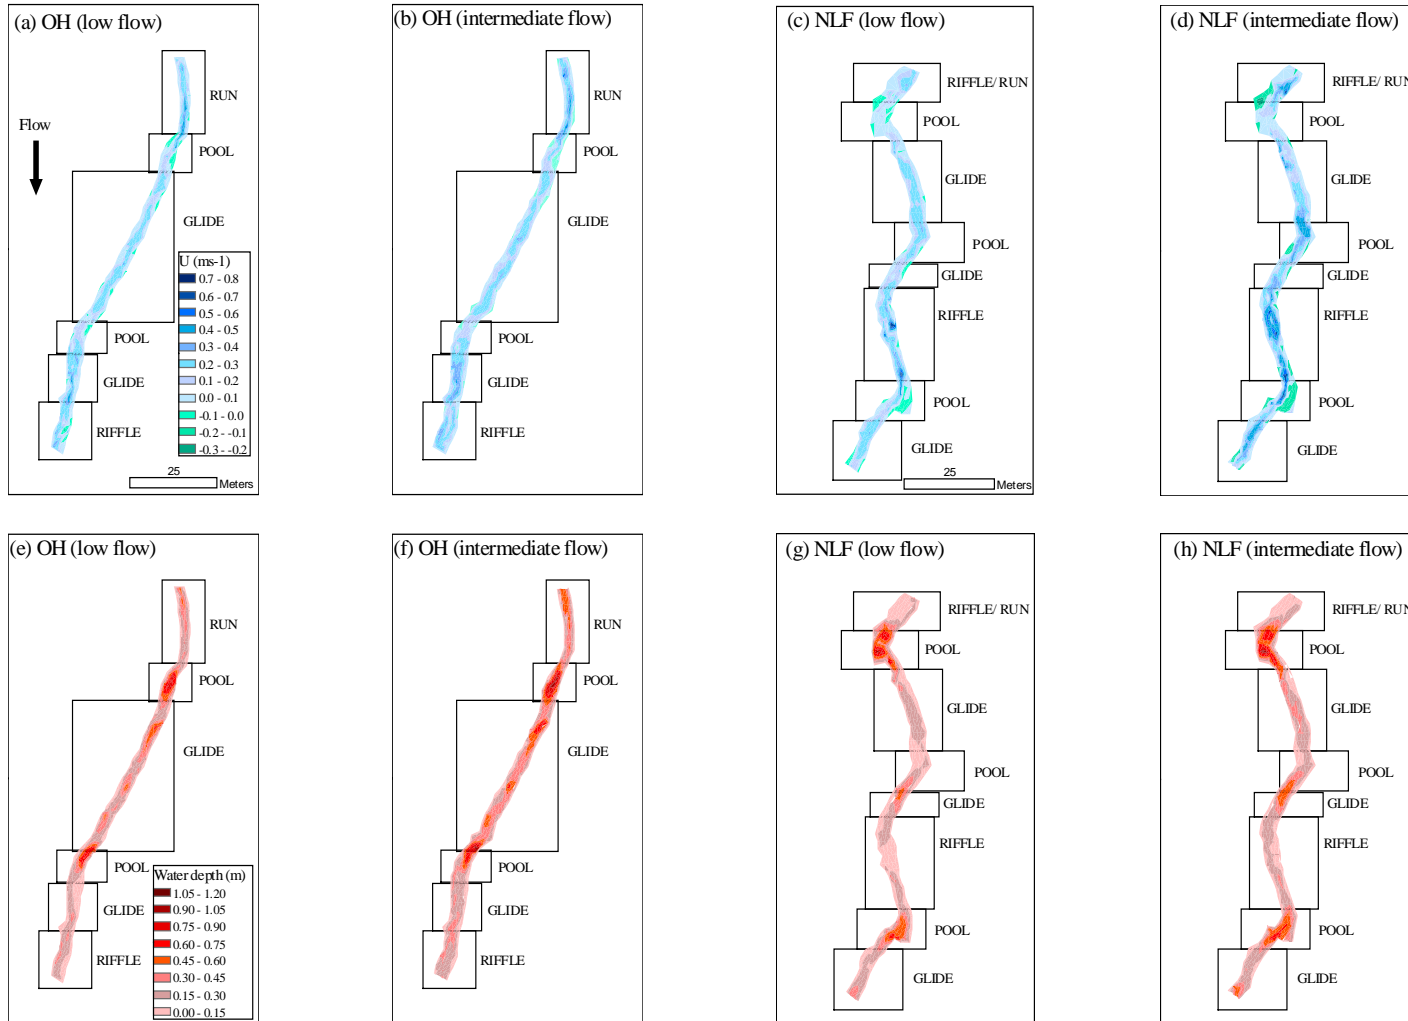 (a) OH (low flow)
RUN
Flow
POOL
GLIDE
U (ms-1)
0.7 - 0.8
0.6 - 0.7
0.5 - 0.6
0.4 - 0.5
0.3 - 0.4
0.2 - 0.3
0.1 - 0.2
0.0 - 0.1
-0.1 - 0.0
-0.2 - -0.1
-0.3 - -0.2
POOL
GLIDE
RIFFLE
25
Meters
(b) OH (intermediate flow)
RUN
POOL
GLIDE
POOL
GLIDE
RIFFLE
(c) NLF (low flow)
RIFFLE/ RUN
POOL
GLIDE
POOL
GLIDE
RIFFLE
POOL
GLIDE
25
Meters
(d) NLF (intermediate flow)
RIFFLE/ RUN
POOL
GLIDE
POOL
GLIDE
RIFFLE
POOL
GLIDE
(e) OH (low flow)
RUN
POOL
GLIDE
POOL
Water depth (m)
1.05 - 1.20
0.90 - 1.05
0.75 - 0.90
0.60 - 0.75
0.45 - 0.60
0.30 - 0.45
0.15 - 0.30
0.00 - 0.15
GLIDE
RIFFLE
(f) OH (intermediate flow)
RUN
POOL
GLIDE
POOL
GLIDE
RIFFLE
(g) NLF (low flow)
RIFFLE/ RUN
POOL
GLIDE
POOL
GLIDE
RIFFLE
POOL
GLIDE
(h) NLF (intermediate flow)
RIFFLE/ RUN
POOL
GLIDE
POOL
GLIDE
RIFFLE
POOL
GLIDE